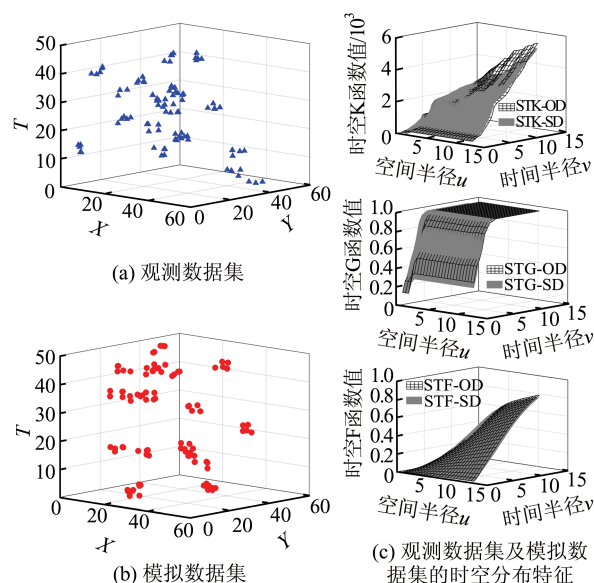 50
40
30
20
10
0
T
20
40
60
X
0
20
40
60
Y
(a) 观测数据集
50
40
30
20
10
0
T
20
40
60
X
0
20
40
60
Y
(b) 模拟数据集
时空K函数值/10³
6
4
2
0
STK-OD
STK-SD
5
10
15
空间半径u
0
5
10
15
时间半径v
时空G函数值
1.0
0.8
0.6
0.4
0.2
0
STG-OD
STG-SD
5
10
15
空间半径u
0
5
10
15
时间半径v
时空F函数值
1.0
0.8
0.6
0.4
0.2
0
STF-OD
STF-SD
5
10
15
空间半径u
0
5
10
15
时间半径v
(c) 观测数据集及模拟数
据集的时空分布特征